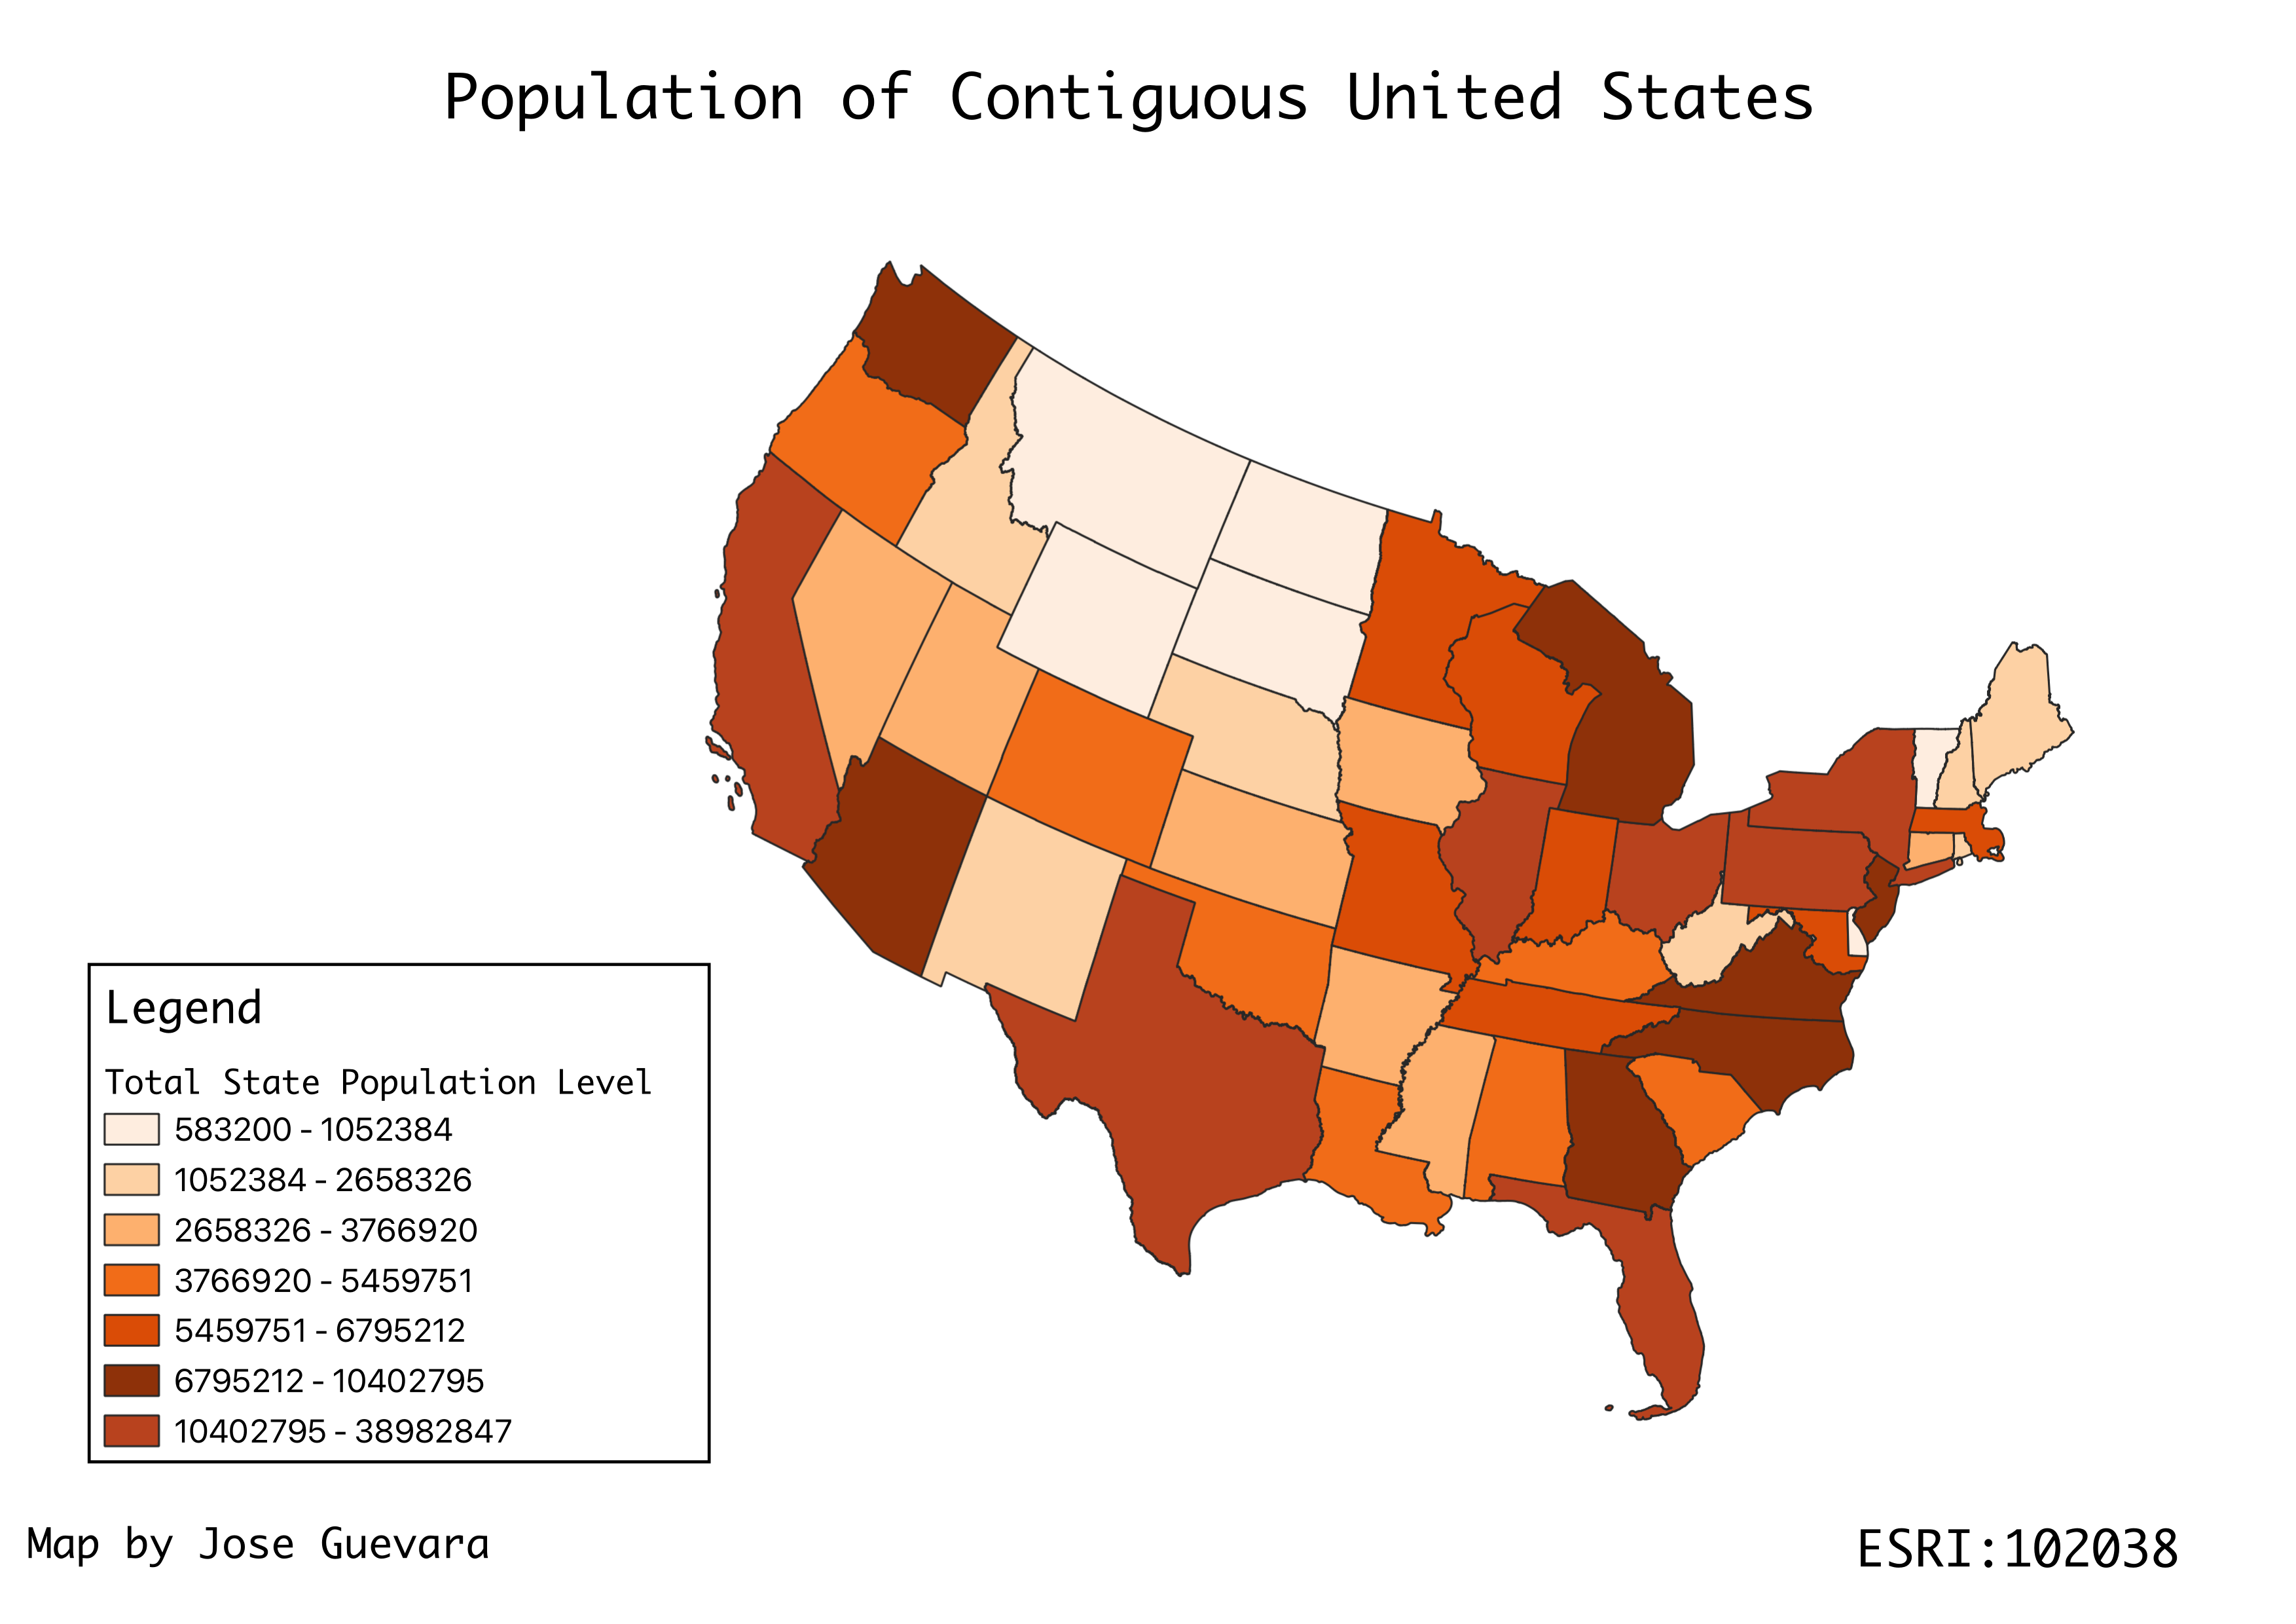 Population of Contiguous United States
Legend
Total State Population Level
583200 - 1052384
1052384 - 2658326
2658326 - 3766920
3766920 - 5459751
5459751 - 6795212
6795212 - 10402795
10402795 - 38982847
Map by Jose Guevara
ESRI:102038